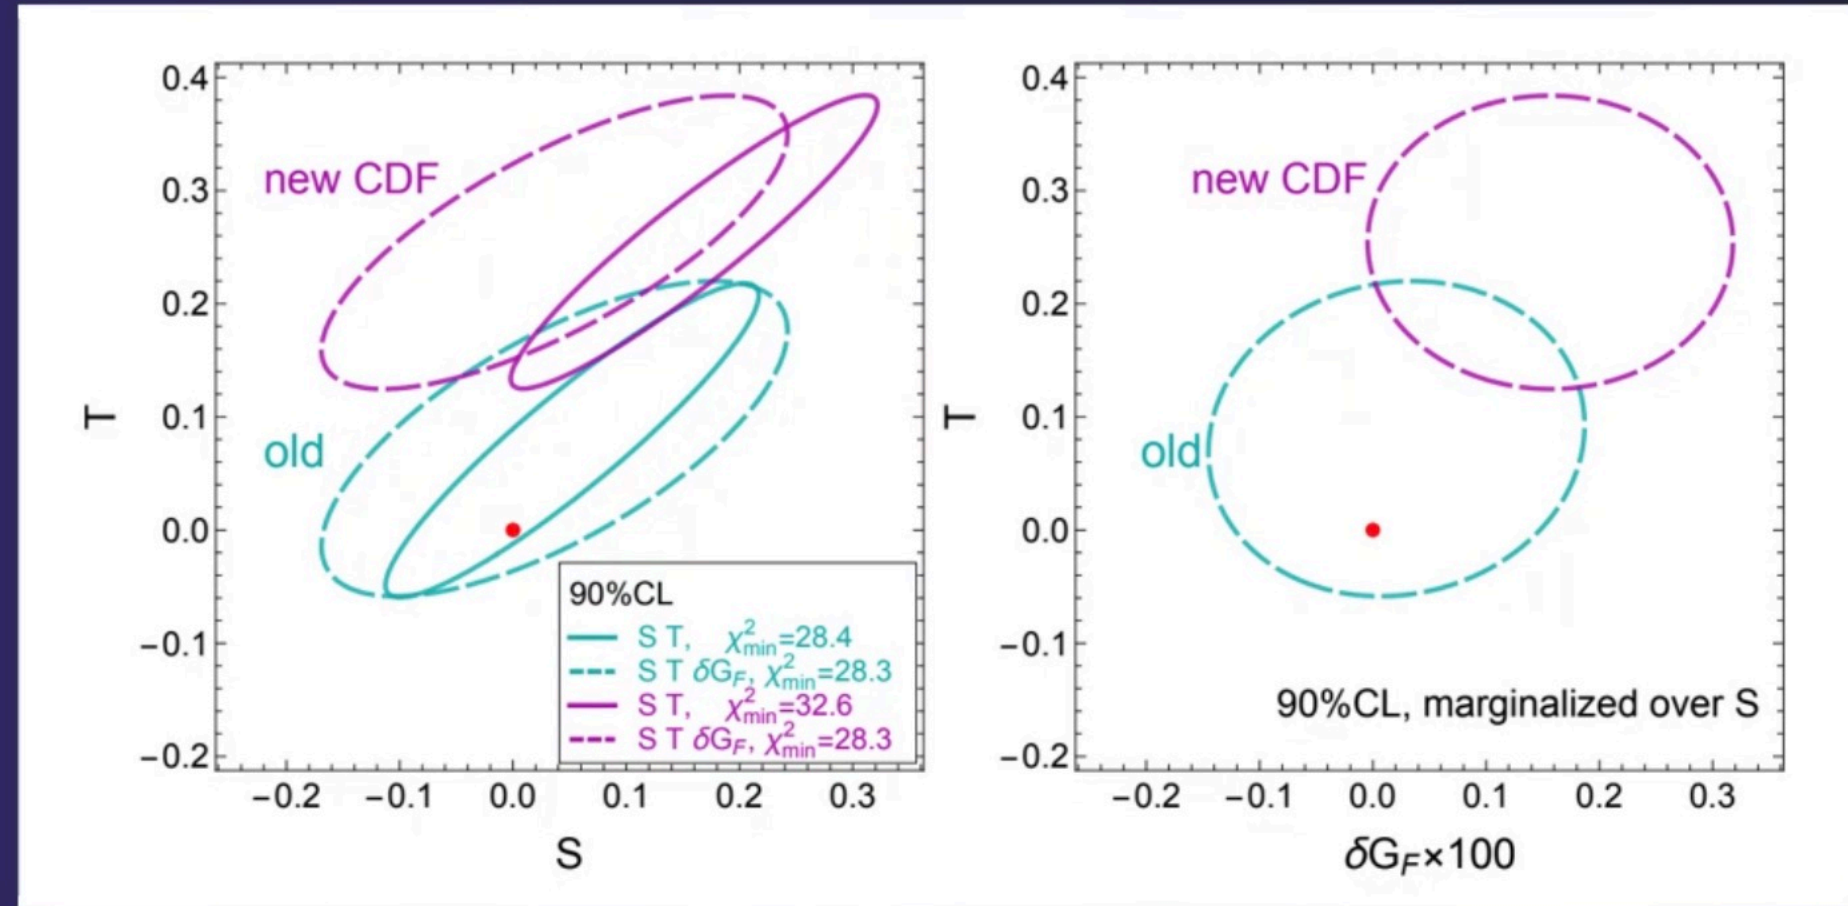 0.4
0.3
0.2
0.1
0.0
−0.1
−0.2
T
new CDF
old
90%CL
S T, χ²min=28.4
S T δGF, χ²min=28.3
S T, χ²min=32.6
S T δGF, χ²min=28.3
−0.2 −0.1 0.0 0.1 0.2 0.3
S
0.4
0.3
0.2
0.1
0.0
−0.1
−0.2
T
new CDF
old
90%CL, marginalized over S
−0.2 −0.1 0.0 0.1 0.2 0.3
δGF×100